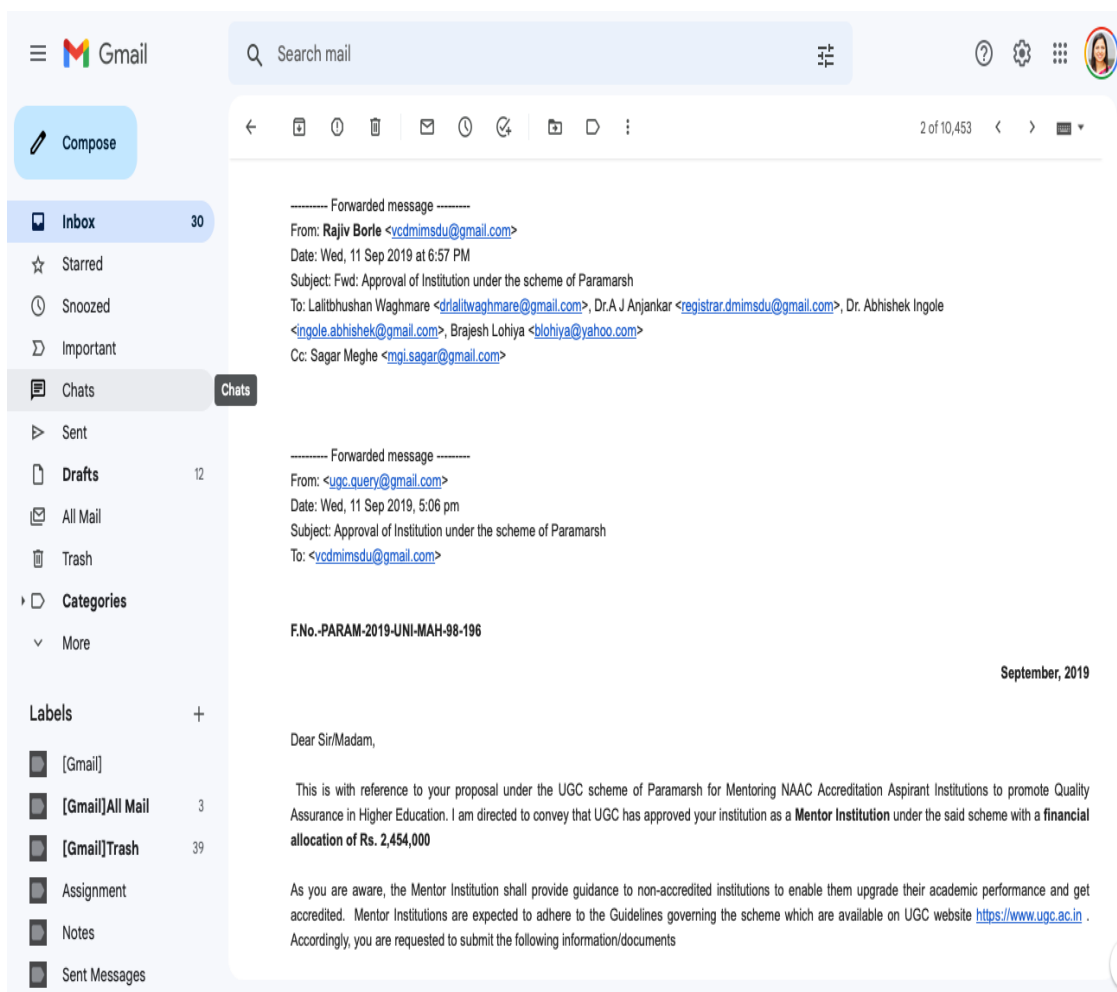 Gmail
Search mail
Compose
2 of 10,453
Inbox 30
Starred
Snoozed
Important
Chats
Chats
Sent
Drafts 12
All Mail
Trash
Categories
More
Labels
[Gmail]
[Gmail]All Mail 3
[Gmail]Trash 39
Assignment
Notes
Sent Messages
---------- Forwarded message ---------
From: Rajiv Borle <vcdmimsdu@gmail.com>
Date: Wed, 11 Sep 2019 at 6:57 PM
Subject: Fwd: Approval of Institution under the scheme of Paramarsh
To: Lalitbhushan Waghmare <drlalitwaghmare@gmail.com>, Dr.A J Anjankar <registrar.dmimsdu@gmail.com>, Dr. Abhishek Ingole
<ingole.abhishek@gmail.com>, Brajesh Lohiya <blohiya@yahoo.com>
Cc: Sagar Meghe <mgi.sagar@gmail.com>
---------- Forwarded message ---------
From: <ugc.query@gmail.com>
Date: Wed, 11 Sep 2019, 5:06 pm
Subject: Approval of Institution under the scheme of Paramarsh
To: <vcdmimsdu@gmail.com>
F.No.-PARAM-2019-UNI-MAH-98-196
September, 2019
Dear Sir/Madam,
This is with reference to your proposal under the UGC scheme of Paramarsh for Mentoring NAAC Accreditation Aspirant Institutions to promote Quality
Assurance in Higher Education. I am directed to convey that UGC has approved your institution as a Mentor Institution under the said scheme with a financial
allocation of Rs. 2,454,000
As you are aware, the Mentor Institution shall provide guidance to non-accredited institutions to enable them upgrade their academic performance and get
accredited. Mentor Institutions are expected to adhere to the Guidelines governing the scheme which are available on UGC website https://www.ugc.ac.in .
Accordingly, you are requested to submit the following information/documents